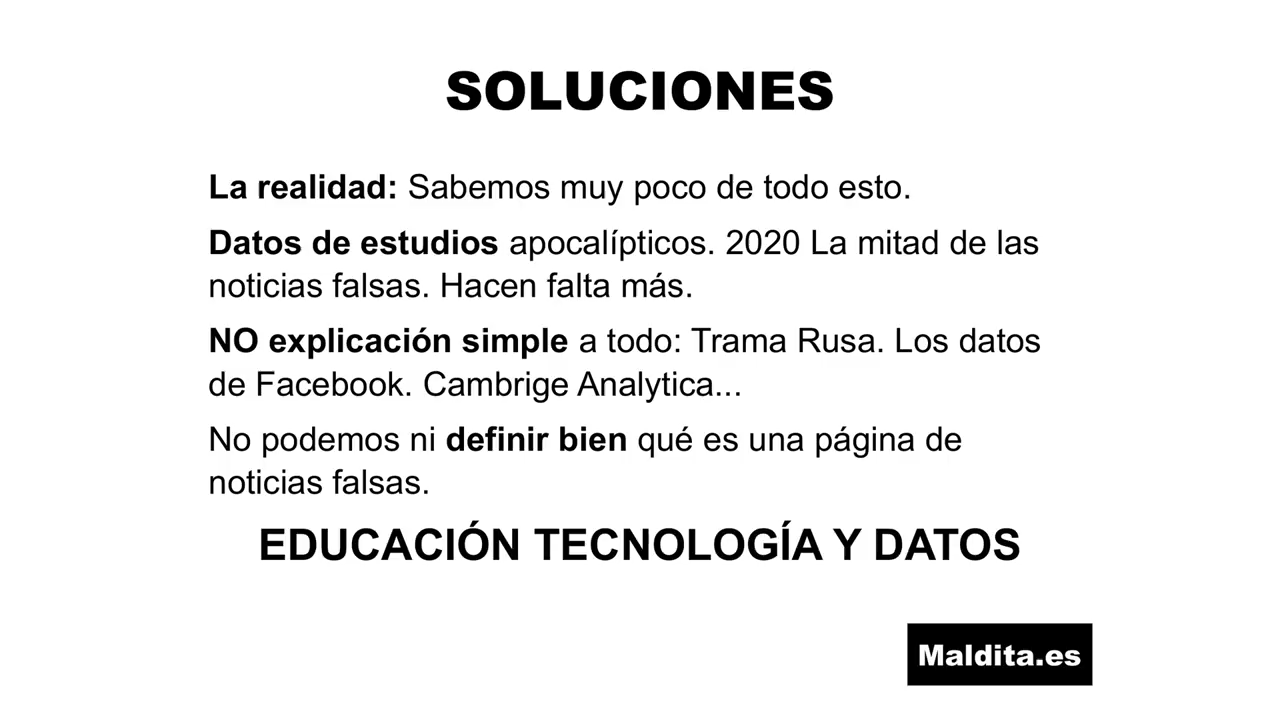 SOLUCIONES
La realidad: Sabemos muy poco de todo esto.
Datos de estudios apocalípticos. 2020 La mitad de las
noticias falsas. Hacen falta más.
NO explicación simple a todo: Trama Rusa. Los datos
de Facebook. Cambrige Analytica...
No podemos ni definir bien qué es una página de
noticias falsas.
EDUCACIÓN TECNOLOGÍA Y DATOS
Maldita.es